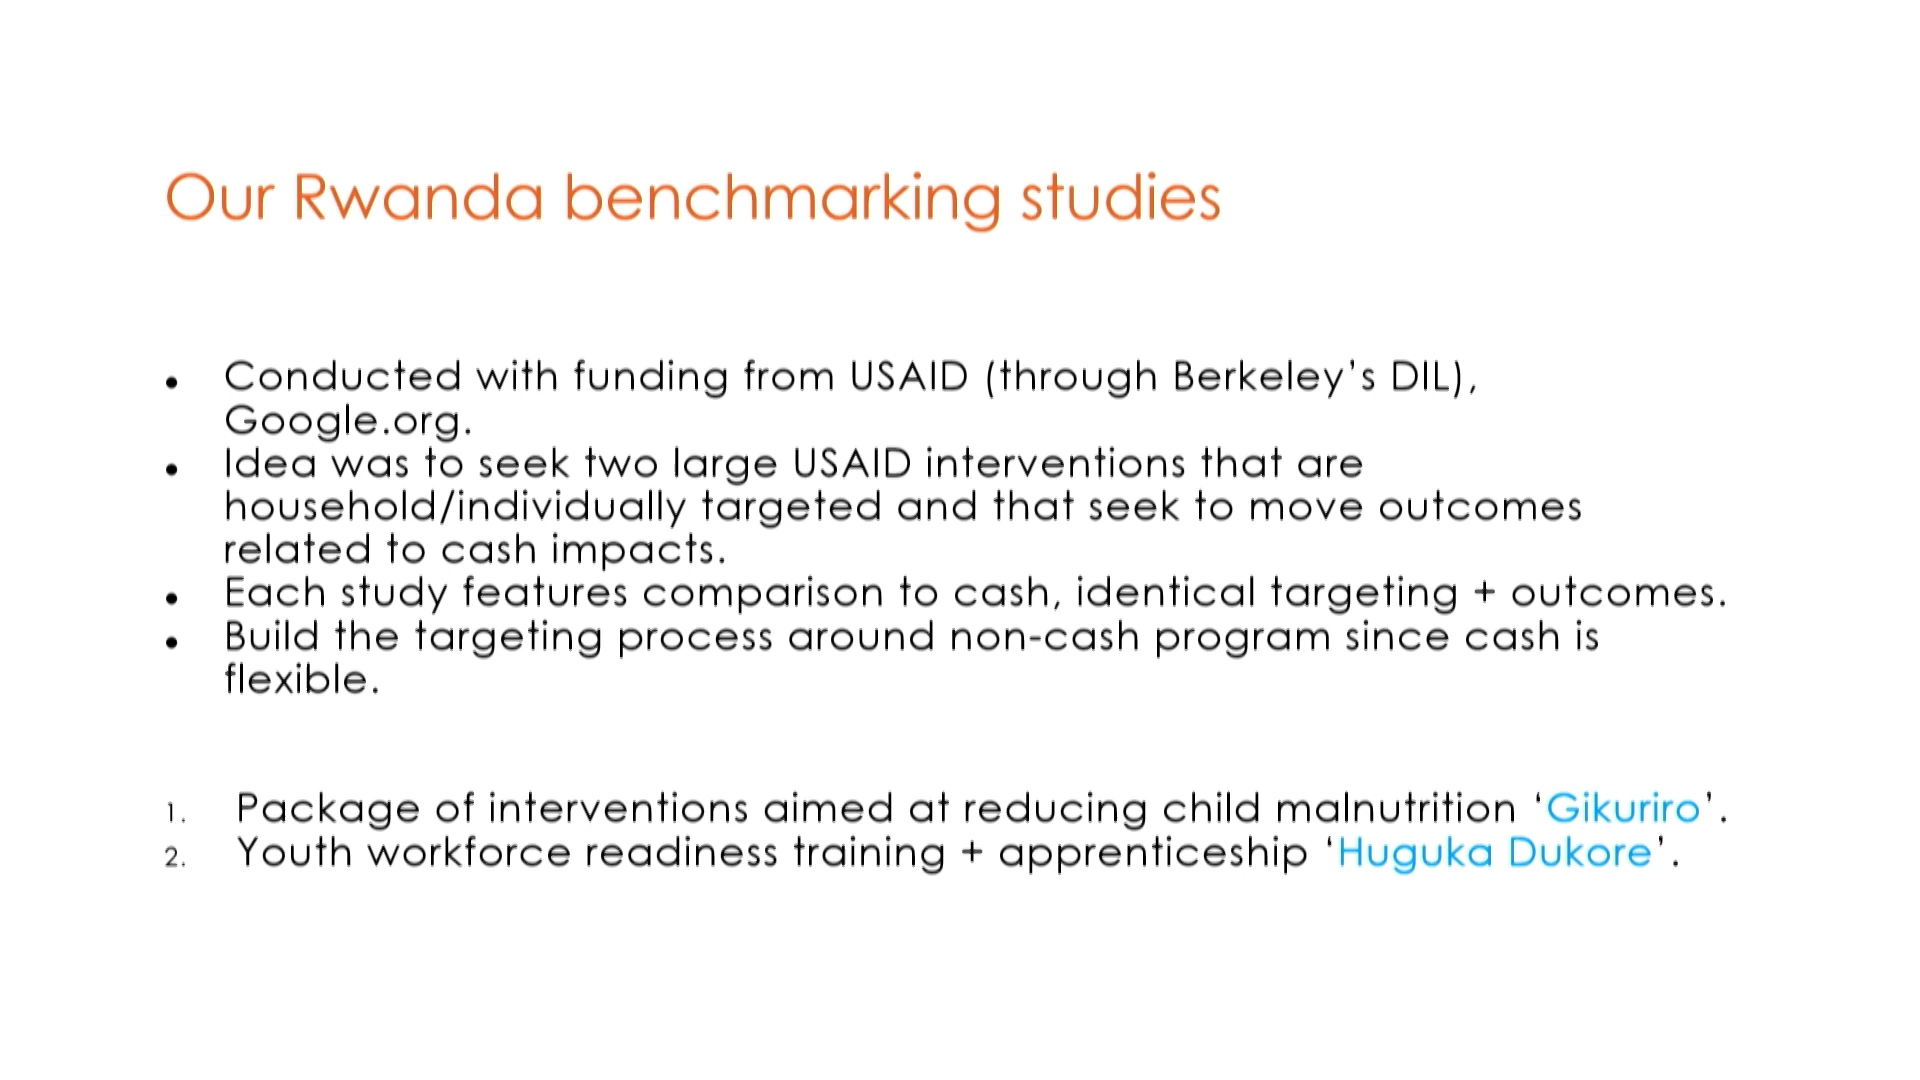 Our Rwanda benchmarking studies
• Conducted with funding from USAID (through Berkeley’s DIL),
Google.org.
• Idea was to seek two large USAID interventions that are
household/individually targeted and that seek to move outcomes
related to cash impacts.
• Each study features comparison to cash, identical targeting + outcomes.
• Build the targeting process around non-cash program since cash is
flexible.
1. Package of interventions aimed at reducing child malnutrition ‘Gikuriro’.
2. Youth workforce readiness training + apprenticeship ‘Huguka Dukore’.